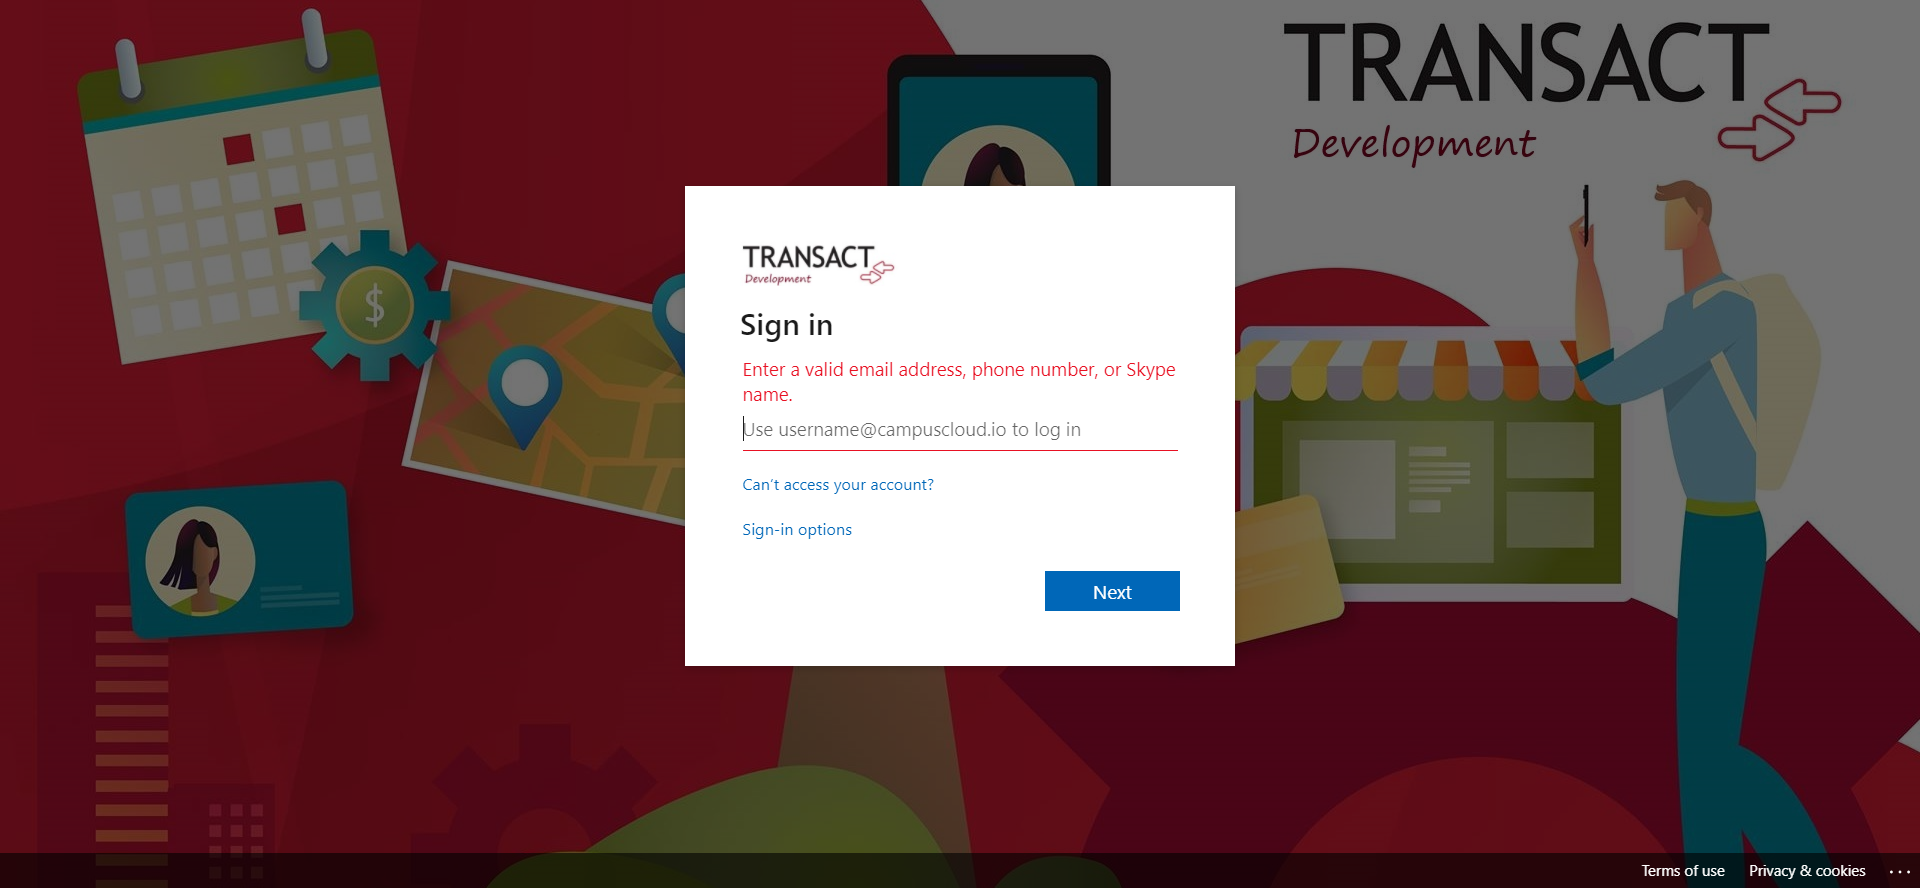 TRANSACT
Development
TRANSACT
Development
Sign in
Enter a valid email address, phone number, or Skype
name.
Use username@campuscloud.io to log in
Can't access your account?
Sign-in options
Next
$
Terms of use
Privacy & cookies
...